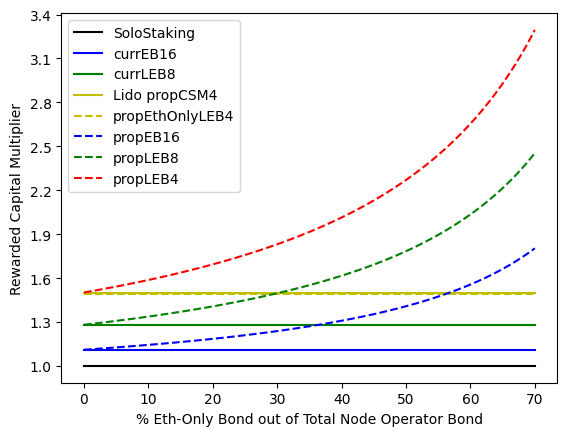 3.4
3.1
2.8
2.5
2.2
1.9
1.6
1.3
1.0
Rewarded Capital Multiplier
SoloStaking
currEB16
currLEB8
Lido propCSM4
propEthOnlyLEB4
propEB16
propLEB8
propLEB4
0 10 20 30 40 50 60 70
% Eth-Only Bond out of Total Node Operator Bond